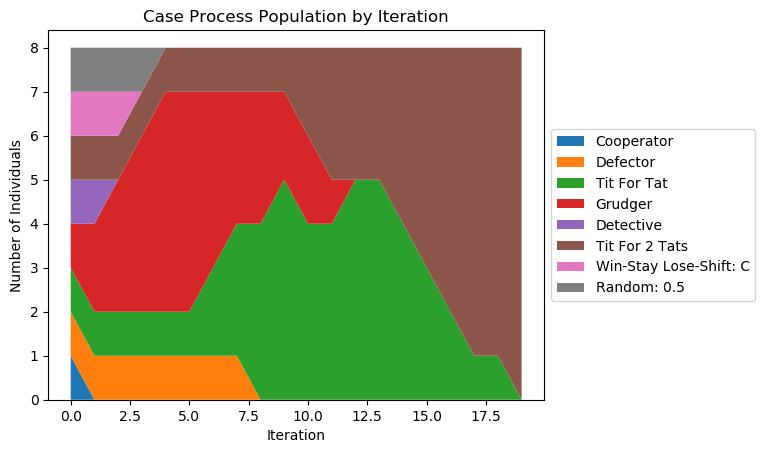 Case Process Population by Iteration
Number of Individuals
8
7
6
5
4
3
2
1
0
0.0 2.5 5.0 7.5 10.0 12.5 15.0 17.5
Iteration
Cooperator
Defector
Tit For Tat
Grudger
Detective
Tit For 2 Tats
Win-Stay Lose-Shift: C
Random: 0.5